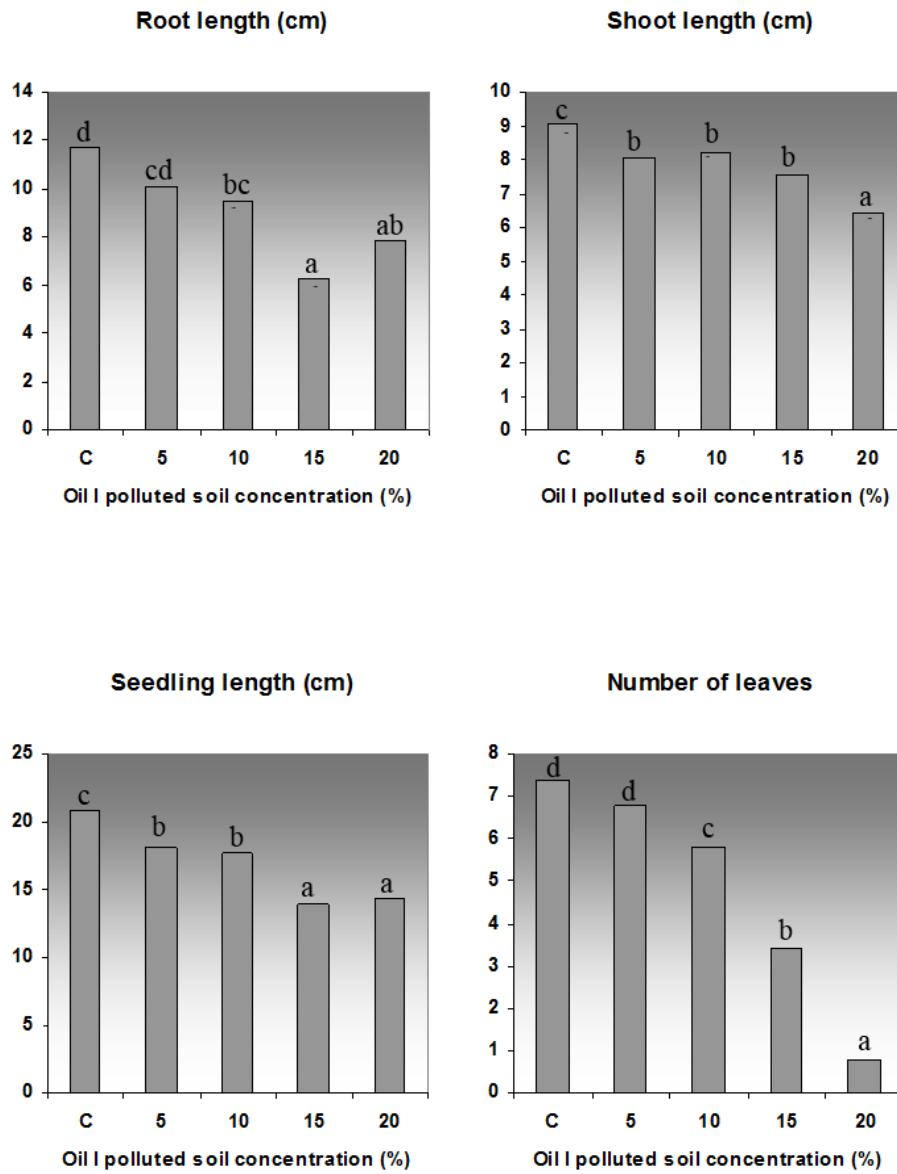 Root length (cm)
14
12
10
8
6
4
2
0
d
cd
bc
a
ab
C 5 10 15 20
Oil I polluted soil concentration (%)
Shoot length (cm)
10
9
8
7
6
5
4
3
2
1
0
c
b
b
b
a
C 5 10 15 20
Oil I polluted soil concentration (%)
Seedling length (cm)
25
20
15
10
5
0
c
b
b
a
a
C 5 10 15 20
Oil I polluted soil concentration (%)
Number of leaves
8
7
6
5
4
3
2
1
0
d
d
c
b
a
C 5 10 15 20
Oil I polluted soil concentration (%)